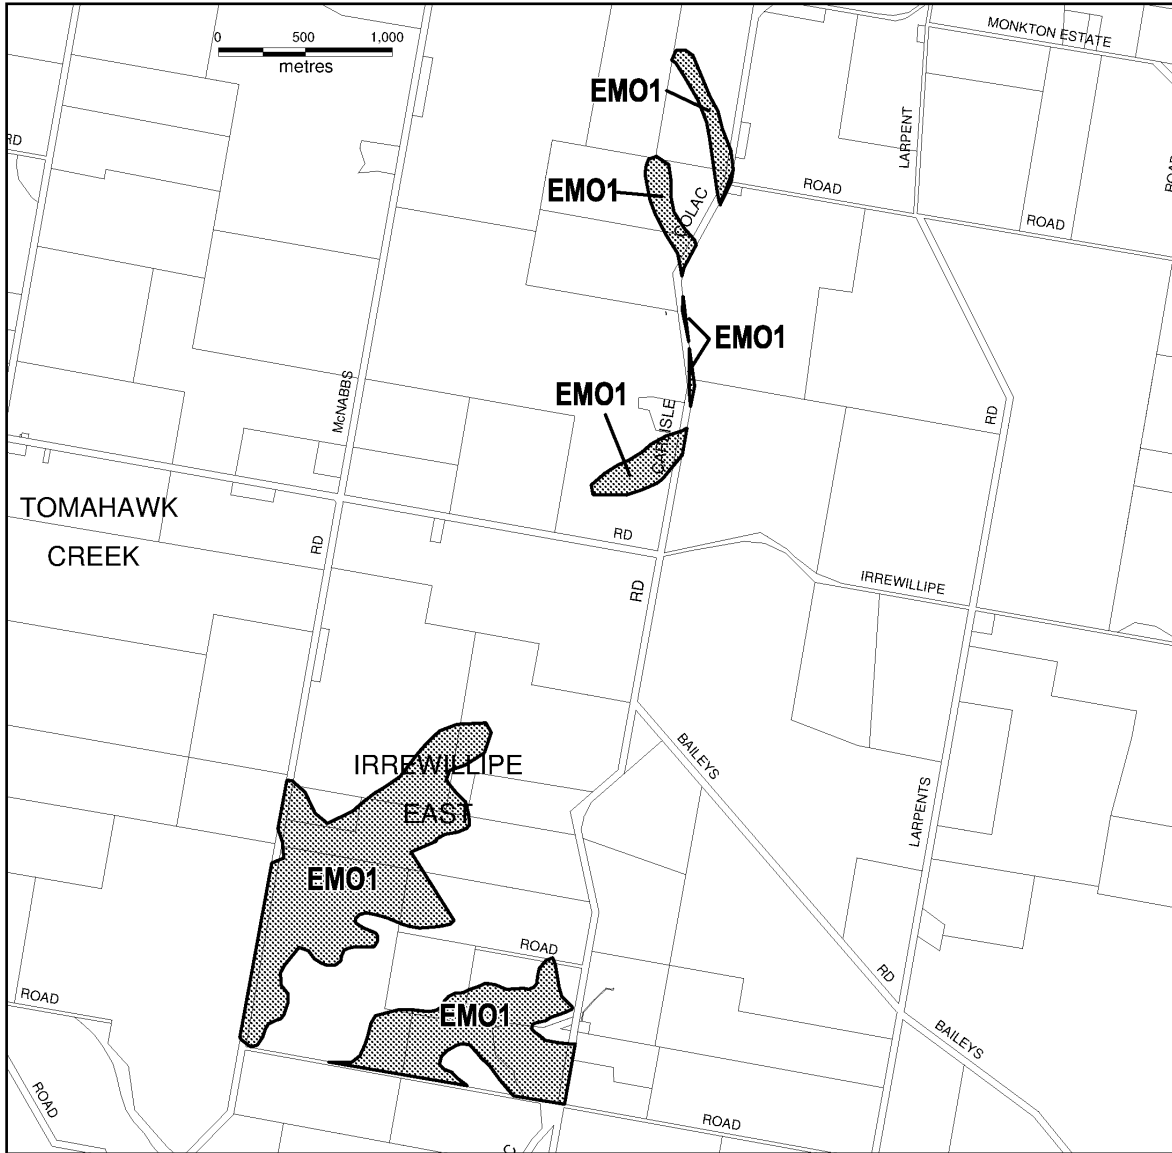 0 500 1,000
metres
MONKTON ESTATE
EMO1
LARPENT
RD
ROAD
ROAD
EMO1
COLAC
ROAD
EMO1
McNABBS
EMO1
CARLISLE
RD
TOMAHAWK
CREEK
RD
RD
IRREWILLIPE
RD
BAILEYS
IRREWILLIPE
EAST
LARPENTS
EMO1
ROAD
RD
ROAD
EMO1
BAILEYS
ROAD
ROAD